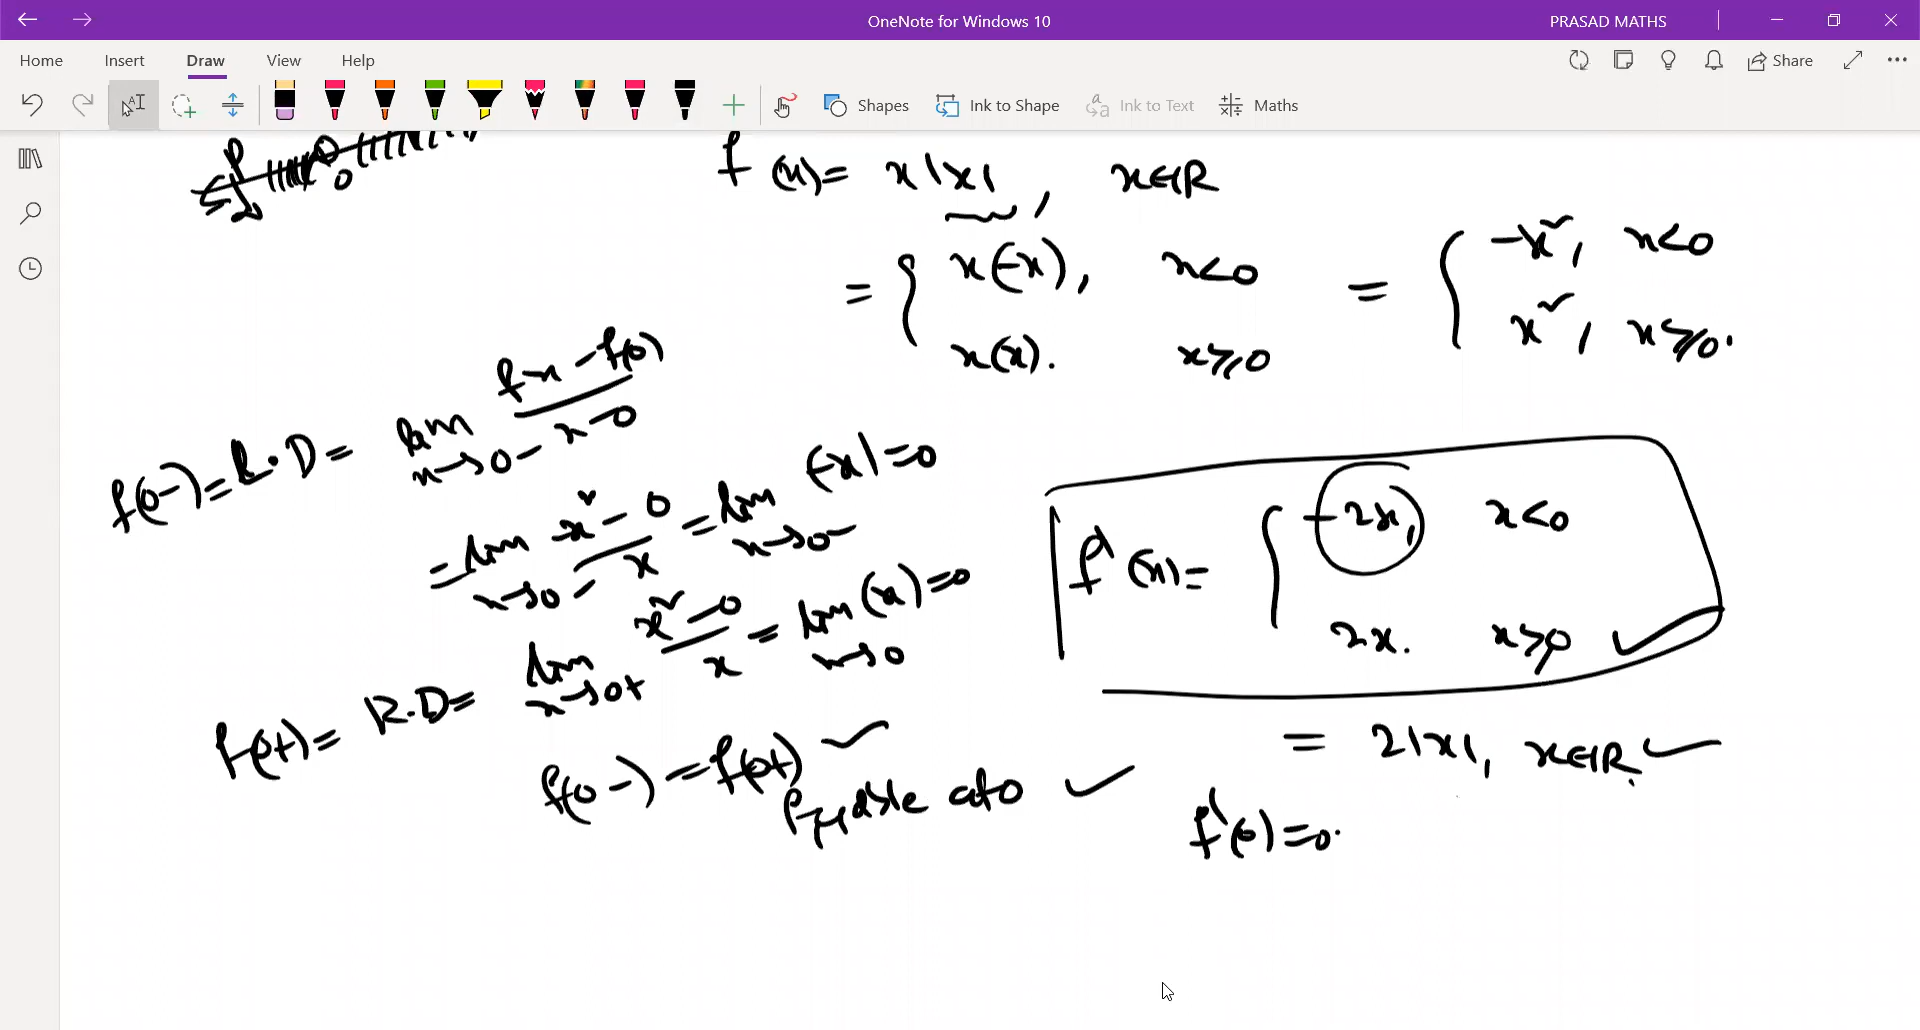 OneNote for Windows 10
PRASAD MATHS
Home Insert Draw View Help
Share
Shapes Ink to Shape Ink to Text Maths
f(x) = x|x|, x∈R
= { x(-x), x<0 = { -x², x<0
x(x). x⩾0 x², x⩾0.
f(x) - f(0)
f(0-) = L.D = lim x→0- x-0
= lim x→0- -x²-0 / x = lim x→0- (-x) = 0
f(0+) = R.D = lim x→0+ x²-0 / x = lim x→0 (x) = 0
f(0-) = f(0+)
at 0
f'(x) = { -2x, x<0
2x. x>0
= 2|x|, x∈R.
f'(0) = 0.